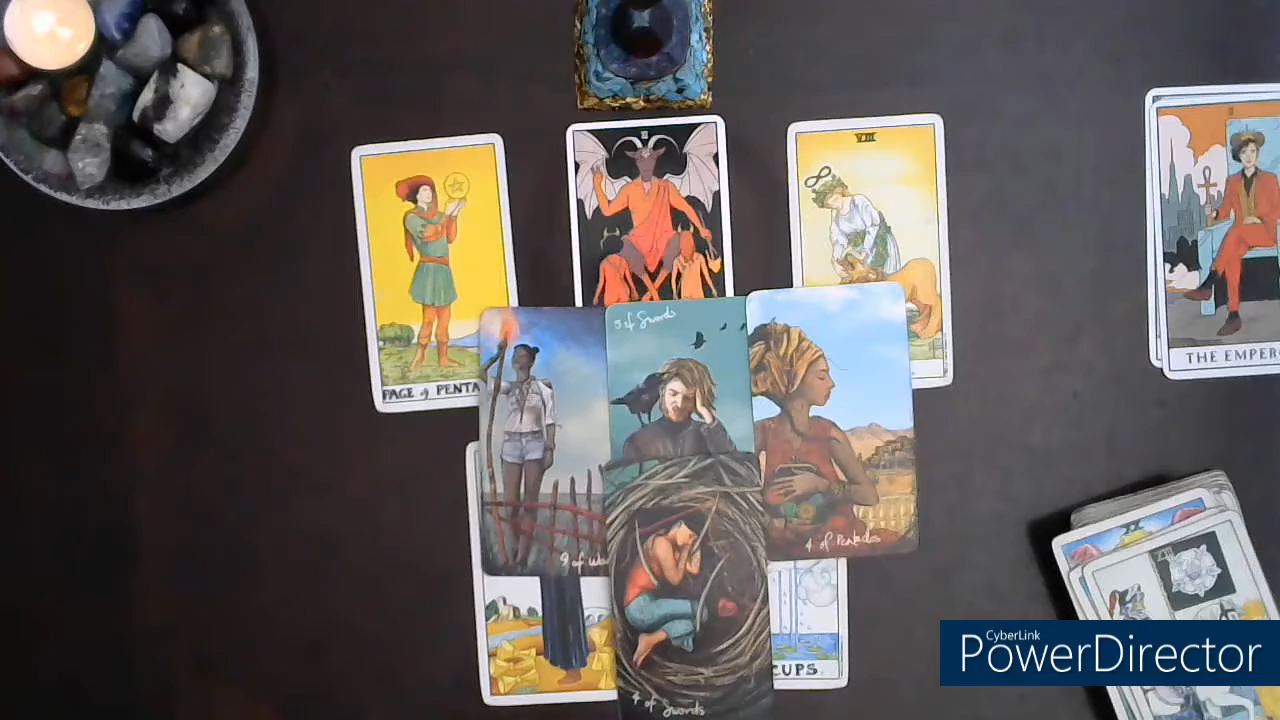 VIII
PAGE of PENTA
THE EMPER
5 of Swords
9 of Wa
4 of Pentacles
CUPS
4 of Swords
CyberLink
PowerDirector